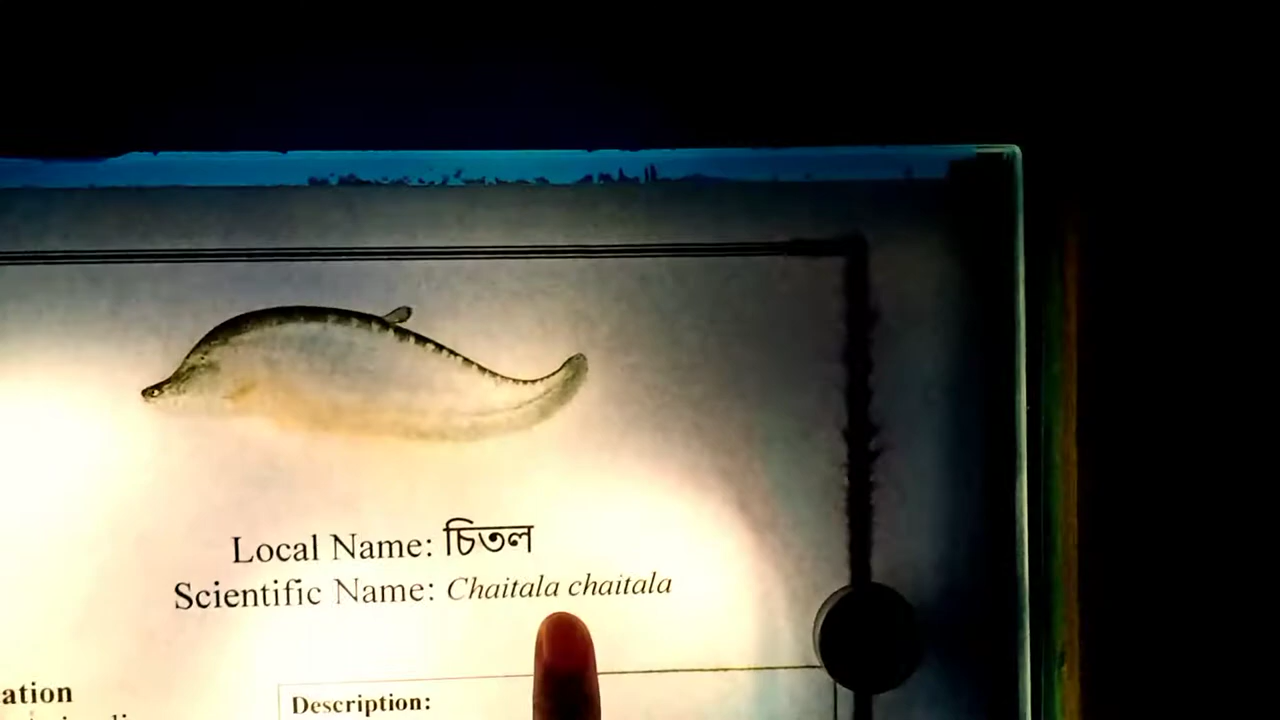 Local Name: চিতল
Scientific Name: Chaitala chaitala
ation
Description: